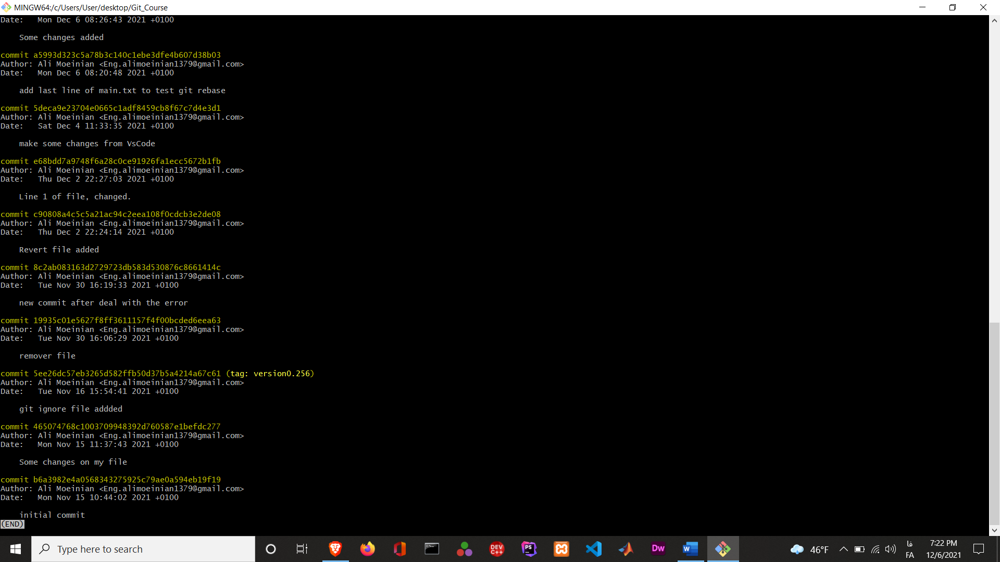 MINGW64:/c/Users/User/desktop/Git_Course
Date:   Mon Dec 6 08:26:43 2021 +0100
Some changes added
commit a5993d323c5a78b3c140c1ebe3dfe4b607d38b03
Author: Ali Moeinian <Eng.alimoeinian1379@gmail.com>
Date:   Mon Dec 6 08:20:48 2021 +0100
add last line of main.txt to test git rebase
commit 5deca9e23704e0665c1adf8459cb8f67c7d4e3d1
Author: Ali Moeinian <Eng.alimoeinian1379@gmail.com>
Date:   Sat Dec 4 11:33:35 2021 +0100
make some changes from VsCode
commit e68bdd7a9748f6a28c0ce91926fa1ecc5672b1fb
Author: Ali Moeinian <Eng.alimoeinian1379@gmail.com>
Date:   Thu Dec 2 22:27:03 2021 +0100
Line 1 of file, changed.
commit c90808a4c5c5a21ac94c2eea108f0cdcb3e2de08
Author: Ali Moeinian <Eng.alimoeinian1379@gmail.com>
Date:   Thu Dec 2 22:24:14 2021 +0100
Revert file added
commit 8c2ab083163d2729723db583d530876c8661414c
Author: Ali Moeinian <Eng.alimoeinian1379@gmail.com>
Date:   Tue Nov 30 16:19:33 2021 +0100
new commit after deal with the error
commit 19935c01e5627f8ff3611157f4f00bcded6eea63
Author: Ali Moeinian <Eng.alimoeinian1379@gmail.com>
Date:   Tue Nov 30 16:06:29 2021 +0100
remover file
commit 5ee26dc57eb3265d582ffb50d37b5a4214a67c61 (tag: version0.256)
Author: Ali Moeinian <Eng.alimoeinian1379@gmail.com>
Date:   Tue Nov 16 15:54:41 2021 +0100
git ignore file addded
commit 465074768c1003709948392d760587e1befdc277
Author: Ali Moeinian <Eng.alimoeinian1379@gmail.com>
Date:   Mon Nov 15 11:37:43 2021 +0100
Some changes on my file
commit b6a3982e4a0568343275925c79ae0a594eb19f19
Author: Ali Moeinian <Eng.alimoeinian1379@gmail.com>
Date:   Mon Nov 15 10:44:02 2021 +0100
initial commit
(END)
Type here to search
DEV C++
PS
Dw
W
46°F
فا
FA
7:22 PM
12/6/2021